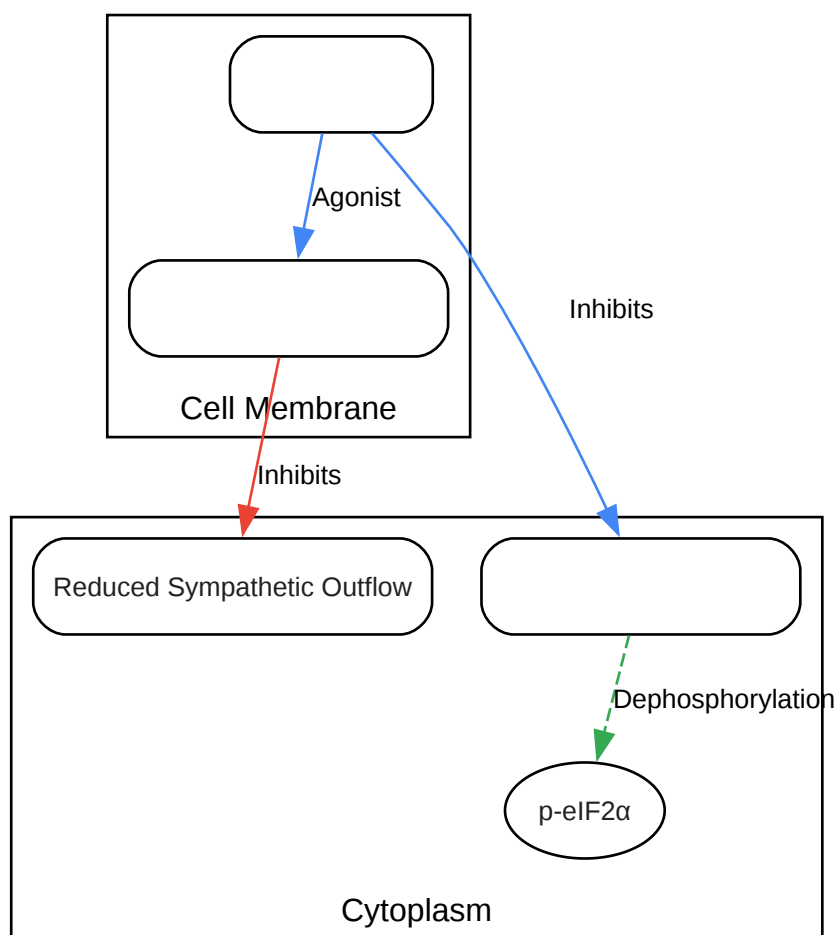 Agonist
Inhibits
Cell Membrane
Inhibits
Reduced Sympathetic Outflow
Dephosphorylation
p-eIF2α
Cytoplasm